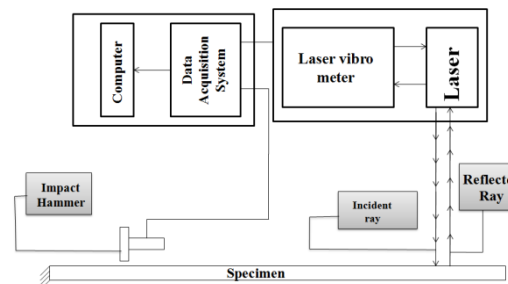 Computer
Data
Acquisition
System
Laser vibro
meter
Laser
Impact
Hammer
Incident
ray
Reflecte
Ray
Specimen